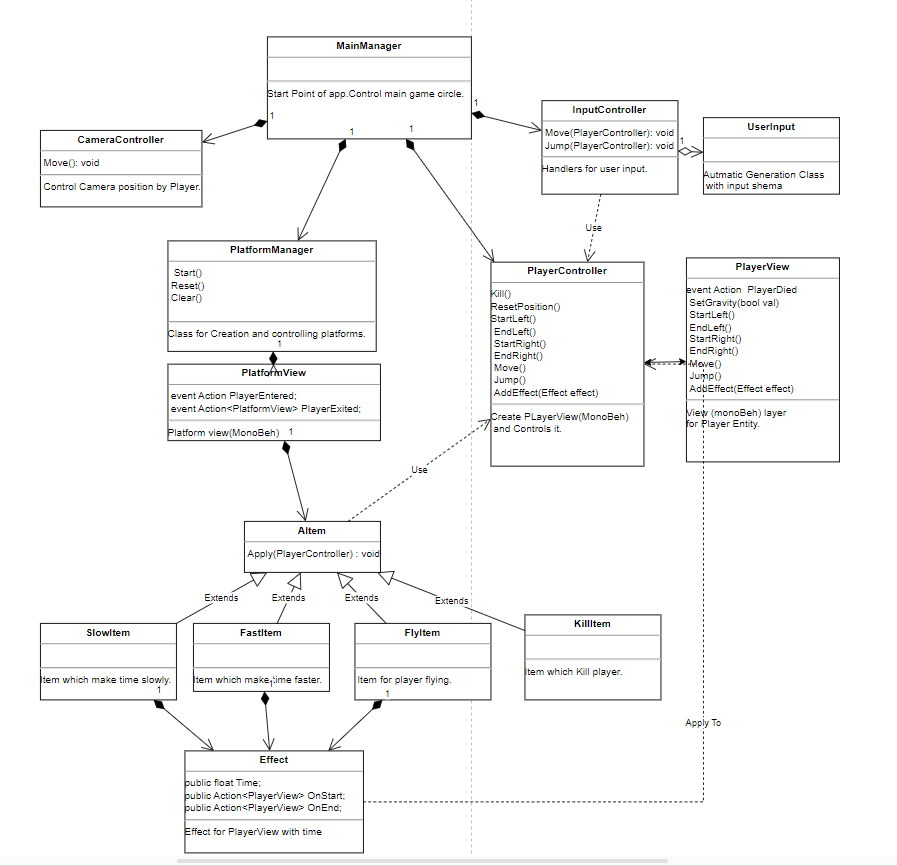 MainManager
Start Point of app.Control main game circle.
1
1
1
1
CameraController
Move(): void
Control Camera position by Player.
InputController
Move(PlayerController): void
Jump(PlayerController): void
Handlers for user input.
1
UserInput
Autmatic Generation Class
with input shema
Use
PlatformManager
Start()
Reset()
Clear()
Class for Creation and controlling platforms.
1
PlatformView
event Action PlayerEntered;
event Action<PlatformView> PlayerExited;
Platform view(MonoBeh)
1
PlayerController
Kill()
ResetPosition()
StartLeft()
EndLeft()
StartRight()
EndRight()
Move()
Jump()
AddEffect(Effect effect)
Create PLayerView(MonoBeh)
and Controls it.
PlayerView
event Action PlayerDied
SetGravity(bool val)
StartLeft()
EndLeft()
StartRight()
EndRight()
Move()
Jump()
AddEffect(Effect effect)
View (monoBeh) layer
for Player Entity.
Use
AItem
Apply(PlayerController) : void
Extends
Extends
Extends
Extends
SlowItem
Item which make time slowly.
1
FastItem
Item which make time faster.
1
FlyItem
Item for player flying.
1
KillItem
Item which Kill player.
Apply To
Effect
public float Time;
public Action<PlayerView> OnStart;
public Action<PlayerView> OnEnd;
Effect for PlayerView with time